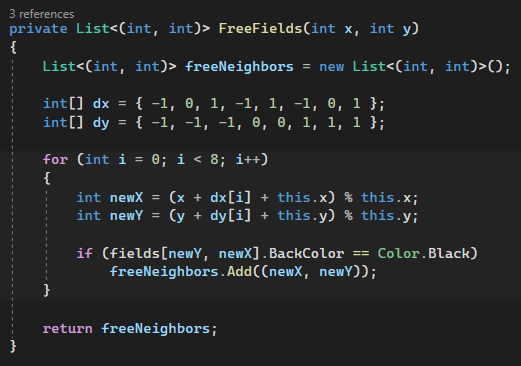 3 references
private List<(int, int)> FreeFields(int x, int y)
{
    List<(int, int)> freeNeighbors = new List<(int, int)>();

    int[] dx = { -1, 0, 1, -1, 1, -1, 0, 1 };
    int[] dy = { -1, -1, -1, 0, 0, 1, 1, 1 };

    for (int i = 0; i < 8; i++)
    {
        int newX = (x + dx[i] + this.x) % this.x;
        int newY = (y + dy[i] + this.y) % this.y;

        if (fields[newY, newX].BackColor == Color.Black)
            freeNeighbors.Add((newX, newY));
    }

    return freeNeighbors;
}